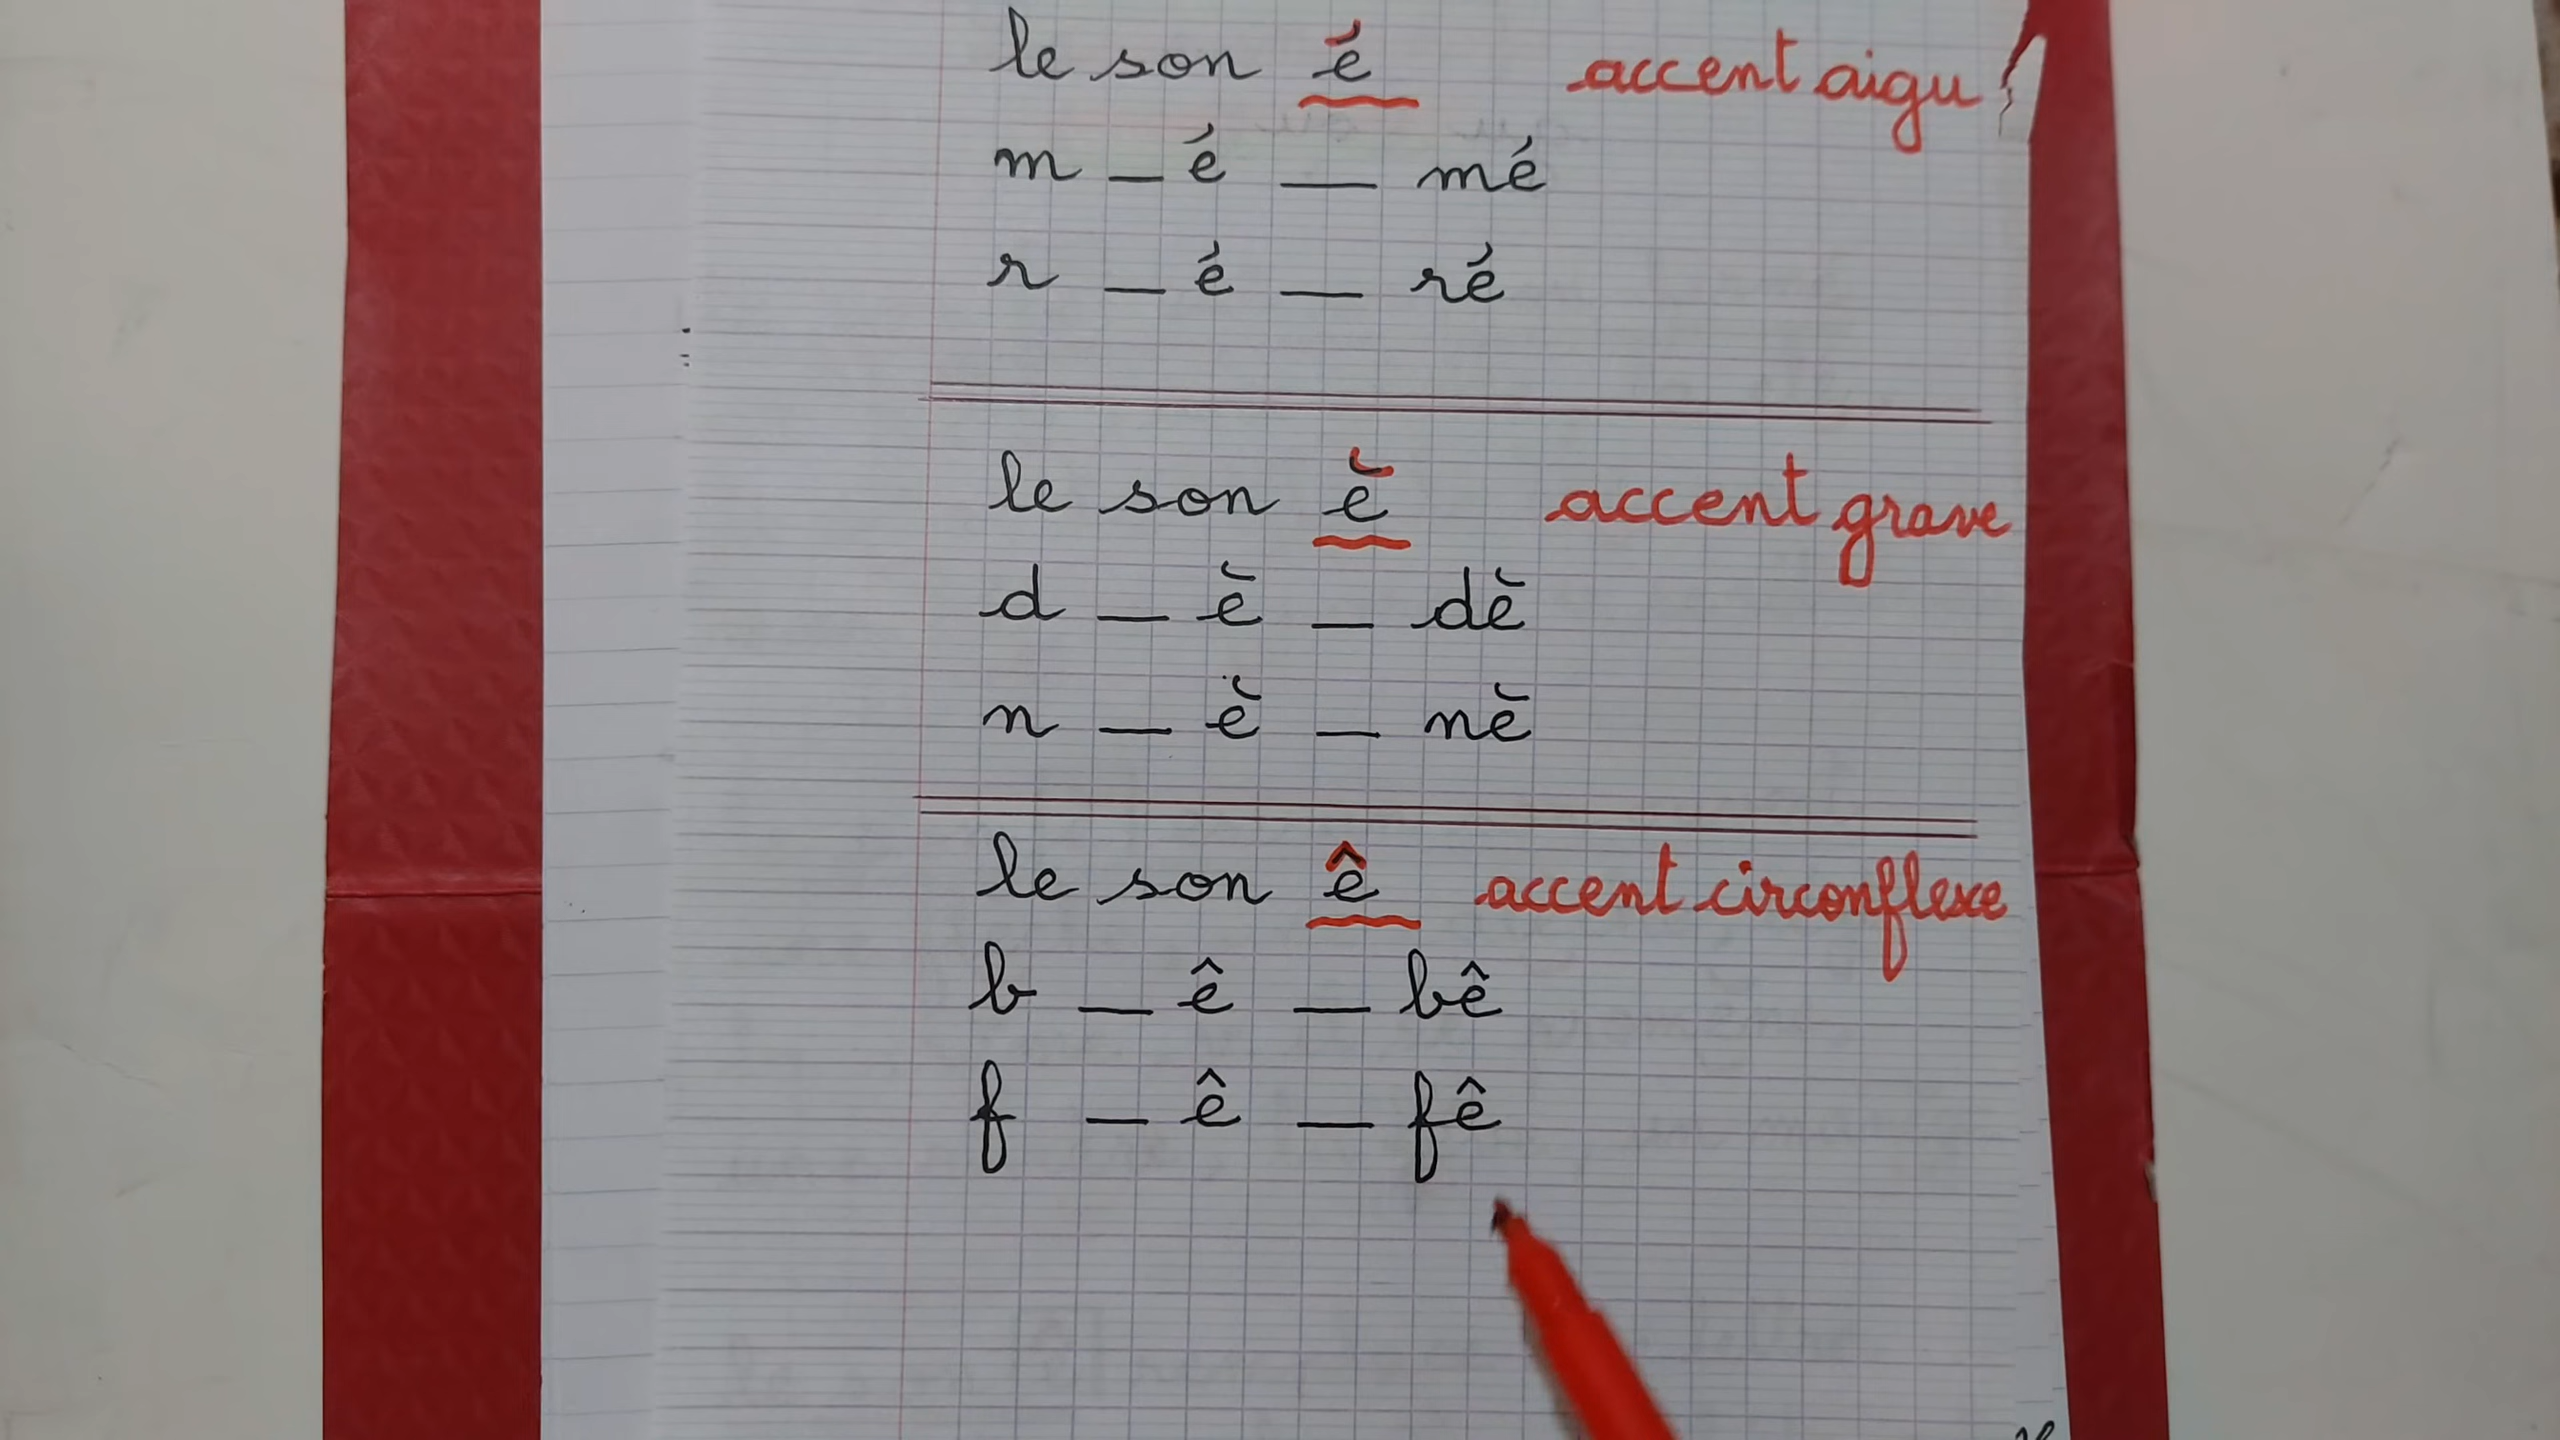 le son é accent aigu
m _ é _ mé
r _ é _ ré
le son è accent grave
d _ è _ dè
n _ è _ nè
le son ê accent circonflexe
b _ ê _ bê
f _ ê _ fê